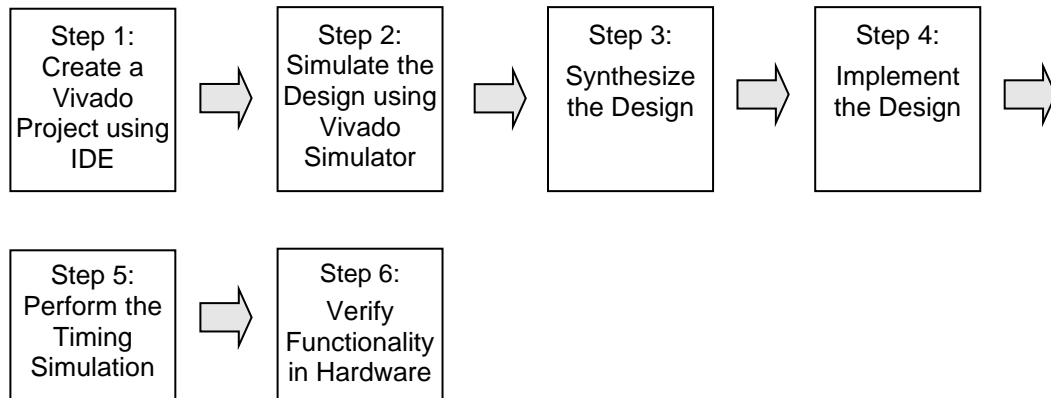 Step 1:
Create a
Vivado
Project using
IDE
Step 2:
Simulate the
Design using
Vivado
Simulator
Step 3:
Synthesize
the Design
Step 4:
Implement
the Design
Step 5:
Perform the
Timing
Simulation
Step 6:
Verify
Functionality
in Hardware